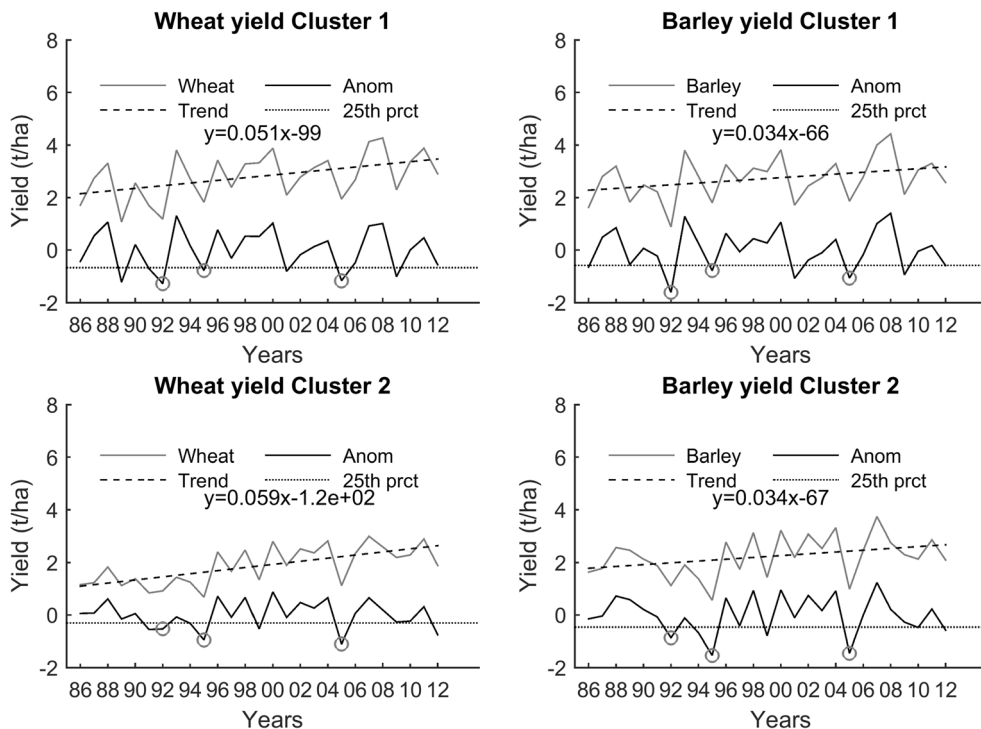 Wheat yield Cluster 1
8
6
4
2
0
-2
Yield (t/ha)
Wheat Anom
Trend 25th prct
y=0.051x-99
86 88 90 92 94 96 98 00 02 04 06 08 10 12
Years
Barley yield Cluster 1
8
6
4
2
0
-2
Yield (t/ha)
Barley Anom
Trend 25th prct
y=0.034x-66
86 88 90 92 94 96 98 00 02 04 06 08 10 12
Years
Wheat yield Cluster 2
8
6
4
2
0
-2
Yield (t/ha)
Wheat Anom
Trend 25th prct
y=0.059x-1.2e+02
86 88 90 92 94 96 98 00 02 04 06 08 10 12
Years
Barley yield Cluster 2
8
6
4
2
0
-2
Yield (t/ha)
Barley Anom
Trend 25th prct
y=0.034x-67
86 88 90 92 94 96 98 00 02 04 06 08 10 12
Years